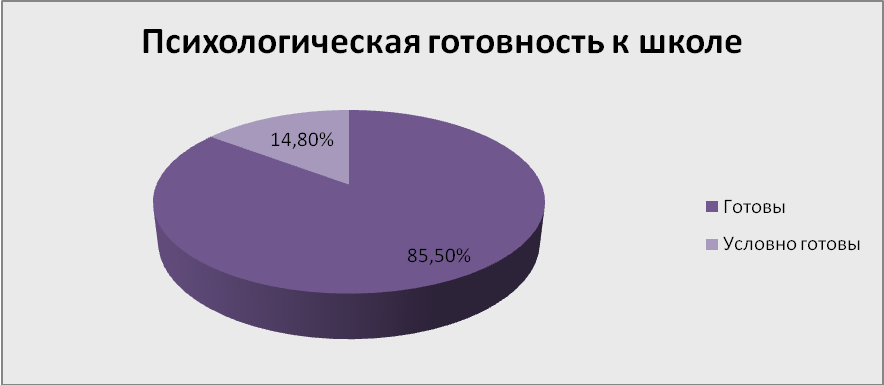 Психологическая готовность к школе
14,80%
85,50%
Готовы
Условно готовы